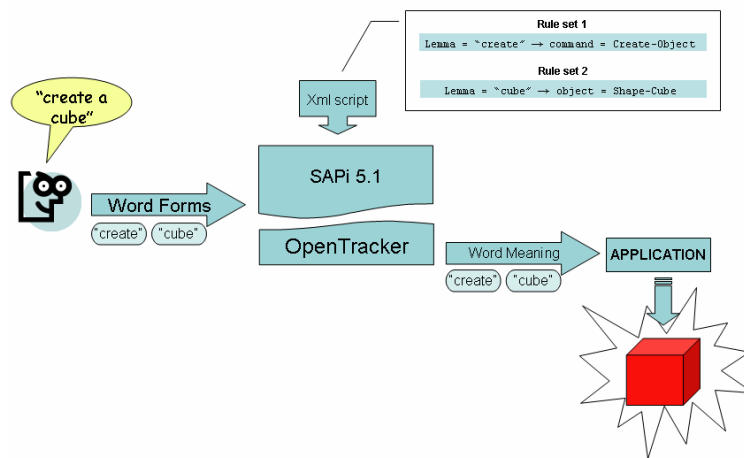 Rule set 1
Lemma = "create" → command = Create-Object
Rule set 2
Lemma = "cube" → object = Shape-Cube
Xml script
"create a
cube"
SAPi 5.1
Word Forms
"create" "cube"
OpenTracker
Word Meaning
"create" "cube"
APPLICATION